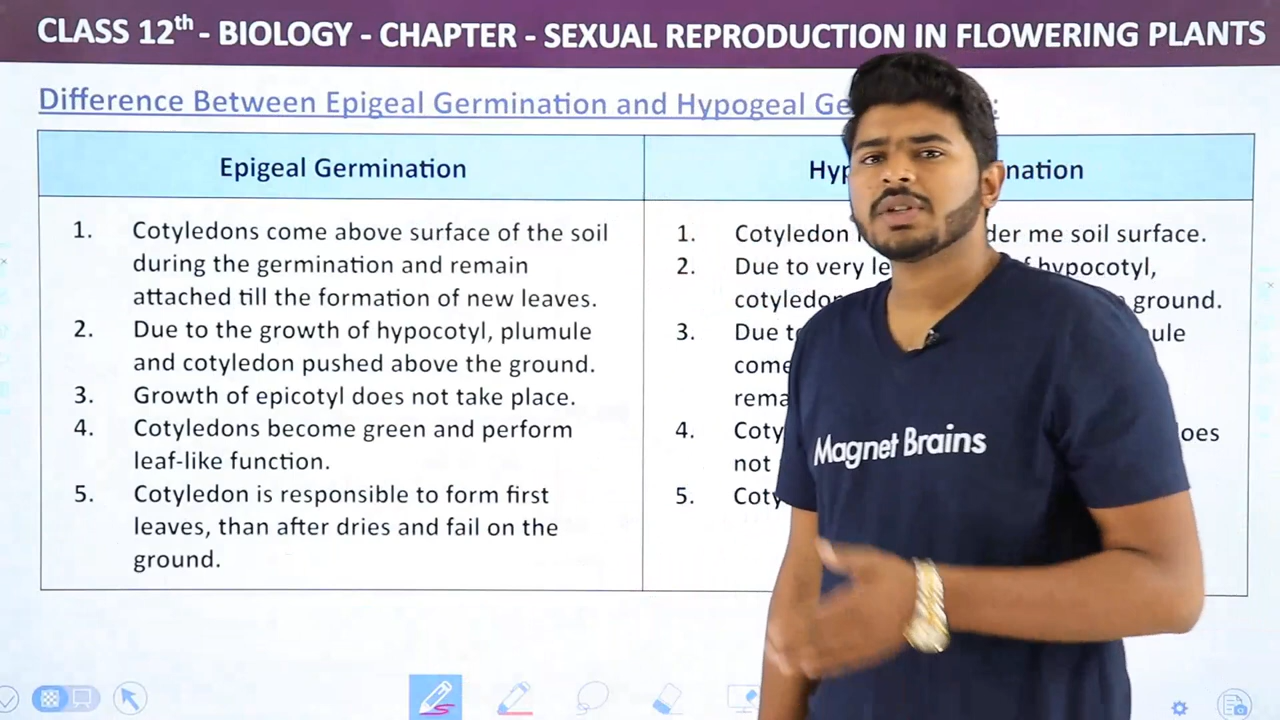 CLASS 12th - BIOLOGY - CHAPTER - SEXUAL REPRODUCTION IN FLOWERING PLANTS
Difference Between Epigeal Germination and Hypogeal Ge :
Epigeal Germination
Hyp nation
1. Cotyledons come above surface of the soil
during the germination and remain
attached till the formation of new leaves.
2. Due to the growth of hypocotyl, plumule
and cotyledon pushed above the ground.
3. Growth of epicotyl does not take place.
4. Cotyledons become green and perform
leaf-like function.
5. Cotyledon is responsible to form first
leaves, than after dries and fail on the
ground.
1. Cotyledon der me soil surface.
2. Due to very le f hypocotyl,
cotyledon ground.
3. Due to ule
come
rema
4. Coty oes
not
5. Coty
Magnet Brains